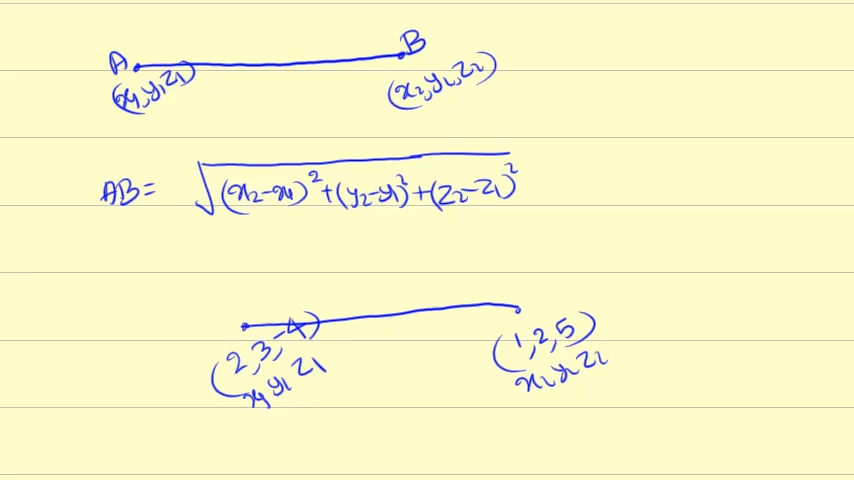 A B
(x₁,y₁,z₁) (x₂,y₂,z₂)
AB = √(x₂-x₁)²+(y₂-y₁)²+(z₂-z₁)²
(2,3,-4) (1,2,5)
x₁ y₁ z₁ x₂ y₂ z₂